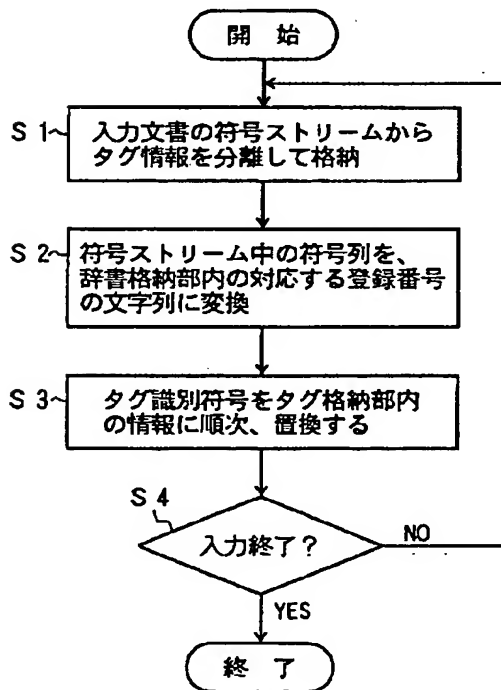 開 始
S1
入力文書の符号ストリームから
タグ情報を分離して格納
S2
符号ストリーム中の符号列を、
辞書格納部内の対応する登録番号
の文字列に変換
S3
タグ識別符号をタグ格納部内
の情報に順次、置換する
S4
入力終了？
NO
YES
終 了